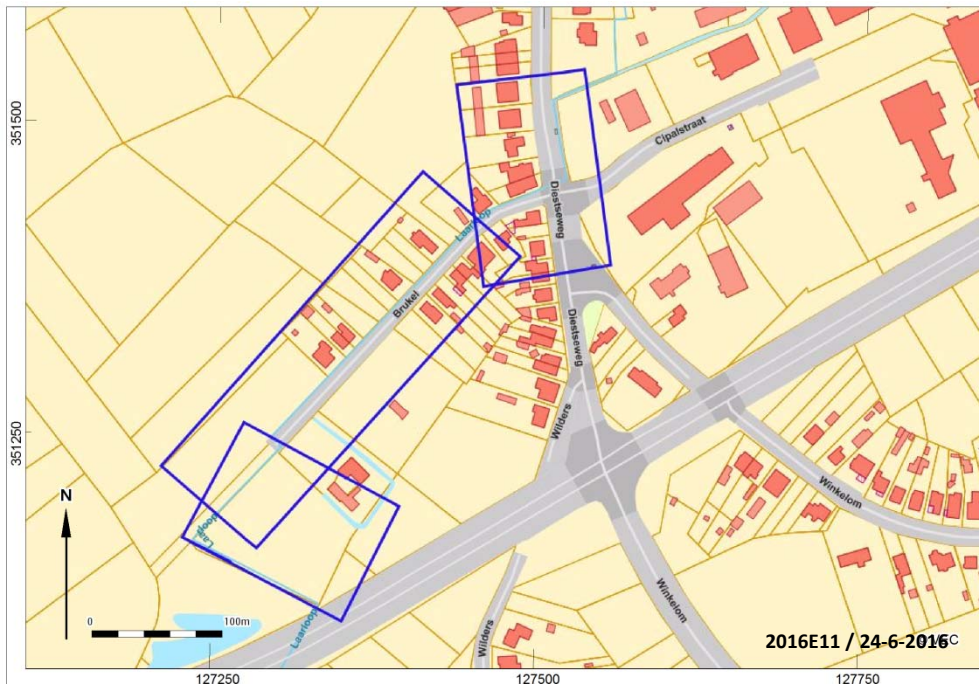 351500
Cipalstraat
Diestseweg
Laarloop
Brukel
Diestseweg
351250
Wilders
N
Laarloop
Winkelom
0 100m
Laarloop
Wilders
Winkelom
2016E11 / 24-6-2016
127250 127500 127750